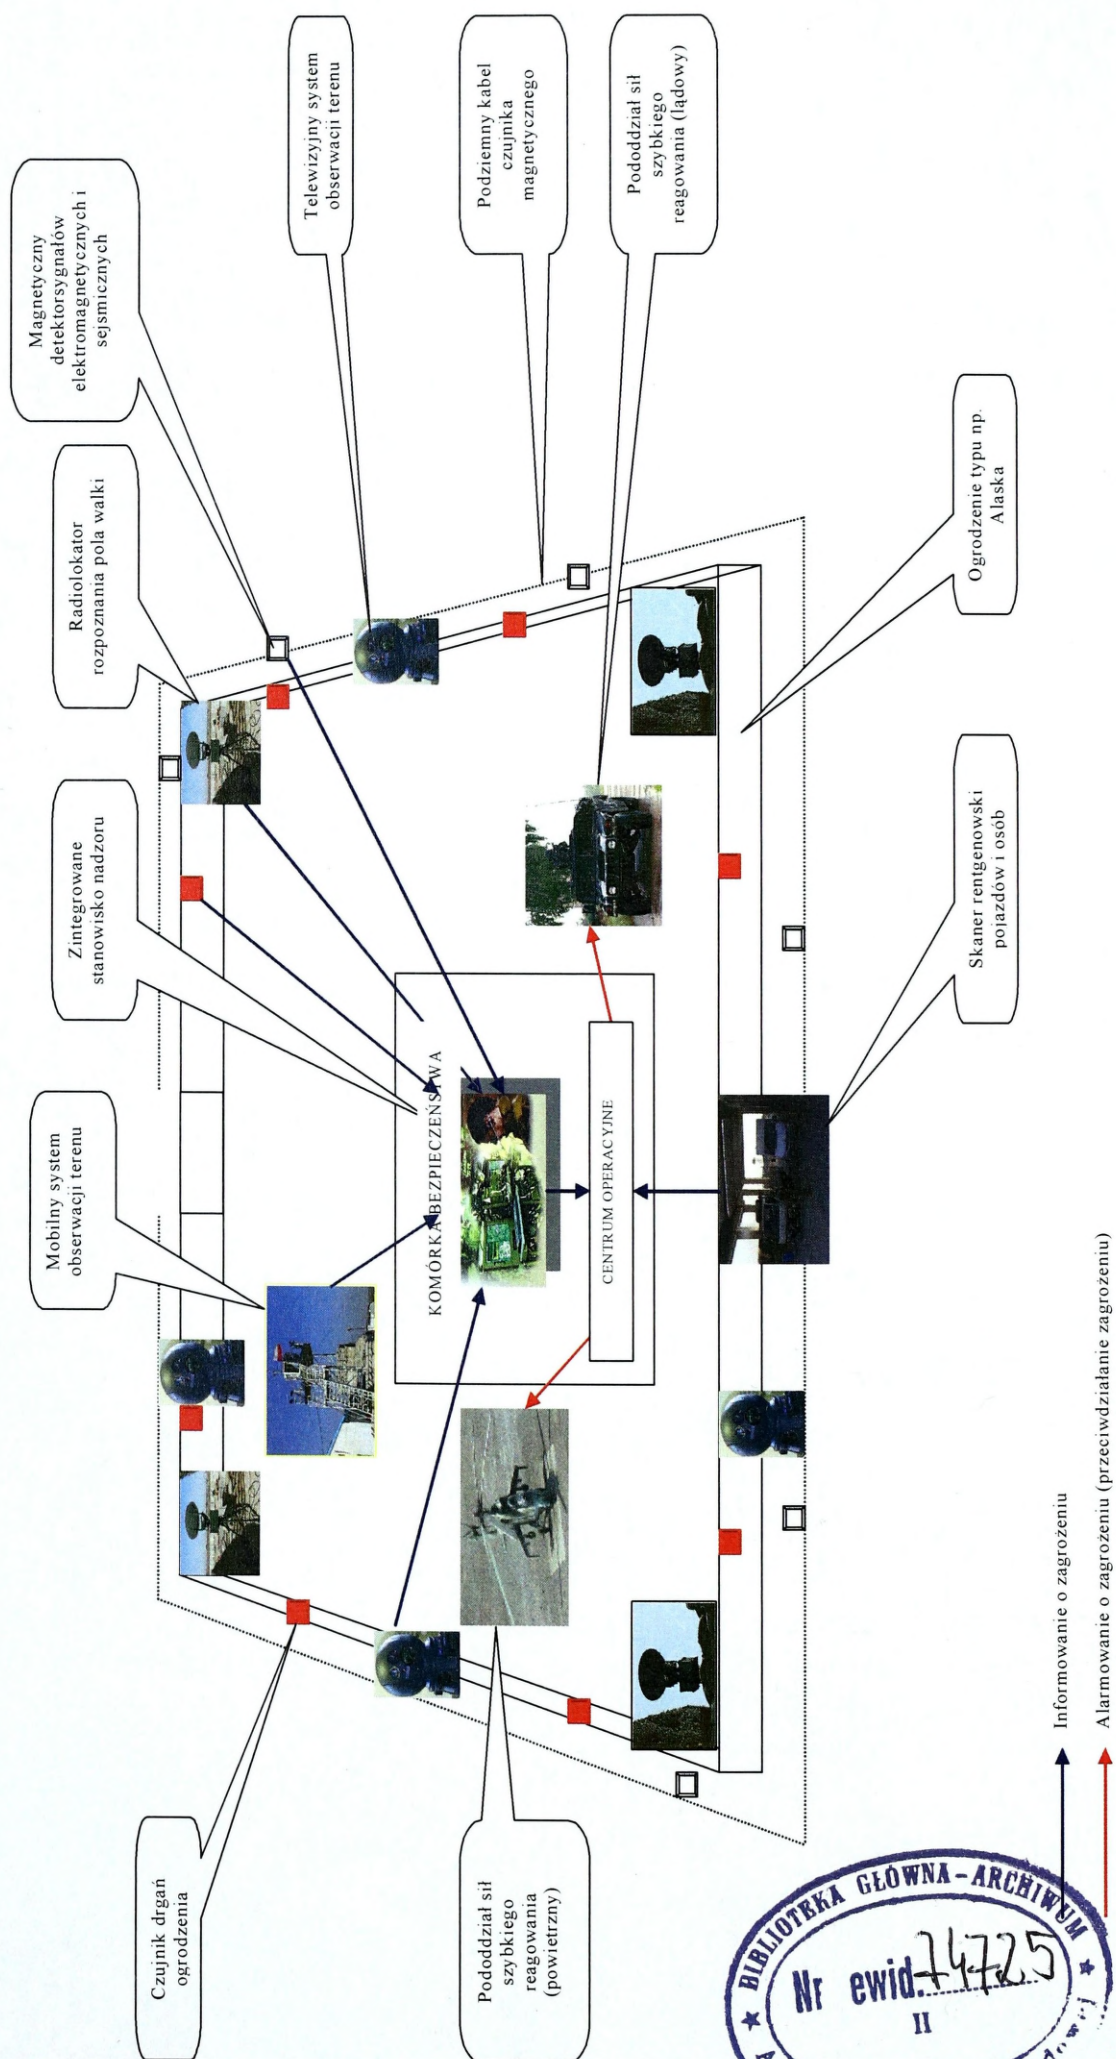 Czujnik drgań
ogrodzenia
Mobilny system
obserwacji terenu
Zintegrowane
stanowisko nadzoru
Radiolokator
rozpoznania pola walki
Magnetyczny
detektorsygnałów
elektromagnetycznych i
sejsmicznych
Telewizyjny system
obserwacji terenu
Podziemny kabel
czujnika
magnetycznego
Pododdział sił
szybkiego
reagowania (lądowy)
KOMÓRKA BEZPIECZEŃSTWA
CENTRUM OPERACYJNE
Pododdział sił
szybkiego
reagowania
(powietrzny)
Skaner rentgenowski
pojazdów i osób
Ogrodzenie typu np.
Alaska
Informowanie o zagrożeniu
Alarmowanie o zagrożeniu (przeciwdziałanie zagrożeniu)
BIBLIOTEKA GŁÓWNA - ARCHIWUM
Nr ewid. 74725
II